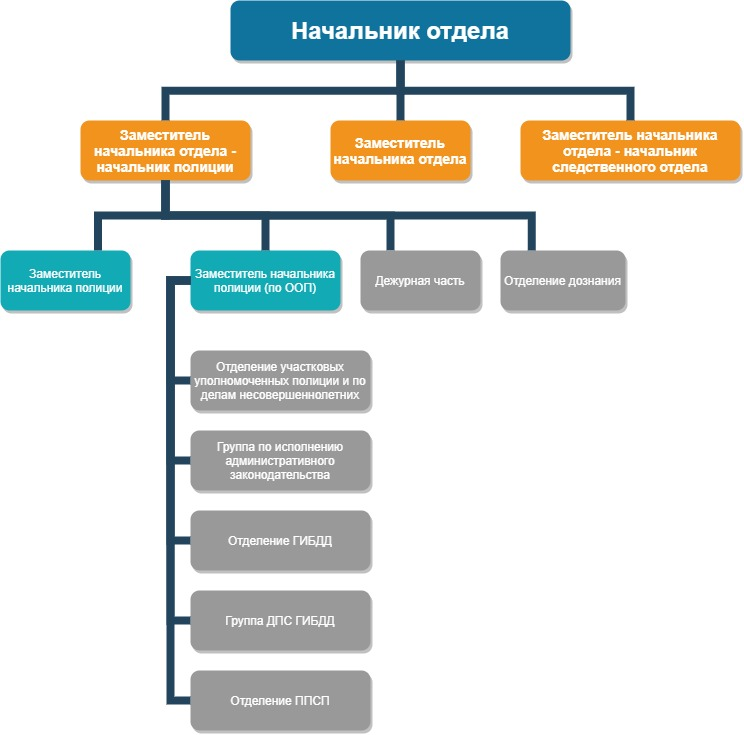 Начальник отдела
Заместитель
начальника отдела -
начальник полиции
Заместитель
начальника отдела
Заместитель начальника
отдела - начальник
следственного отдела
Заместитель
начальника полиции
Заместитель начальника
полиции (по ООП)
Дежурная часть
Отделение дознания
Отделение участковых
уполномоченных полиции и по
делам несовершеннолетних
Группа по исполнению
административного
законодательства
Отделение ГИБДД
Группа ДПС ГИБДД
Отделение ППСП